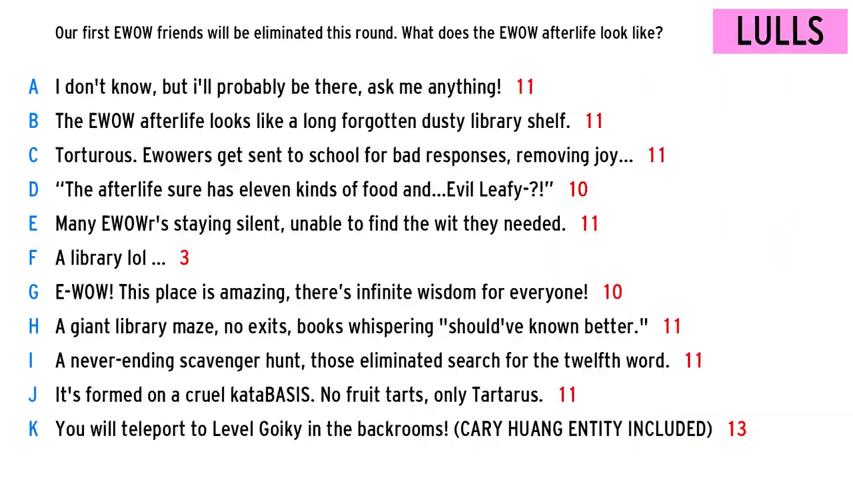 Our first EWOW friends will be eliminated this round. What does the EWOW afterlife look like?
LULLS
A I don't know, but i'll probably be there, ask me anything! 11
B The EWOW afterlife looks like a long forgotten dusty library shelf. 11
C Torturous. Ewowers get sent to school for bad responses, removing joy... 11
D “The afterlife sure has eleven kinds of food and...Evil Leafy-?!” 10
E Many EWOWr's staying silent, unable to find the wit they needed. 11
F A library lol ... 3
G E-WOW! This place is amazing, there’s infinite wisdom for everyone! 10
H A giant library maze, no exits, books whispering "should've known better." 11
I A never-ending scavenger hunt, those eliminated search for the twelfth word. 11
J It's formed on a cruel kataBASIS. No fruit tarts, only Tartarus. 11
K You will teleport to Level Goiky in the backrooms! (CARY HUANG ENTITY INCLUDED) 13